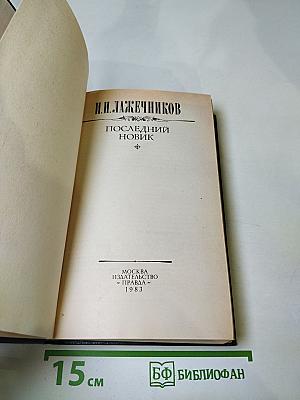 И.И.ЛАЖЕЧНИКОВ
ПОСЛЕДНИЙ
НОВИК
МОСКВА
ИЗДАТЕЛЬСТВО
«ПРАВДА»
1983
15 см
БФ БИБЛИОФАН